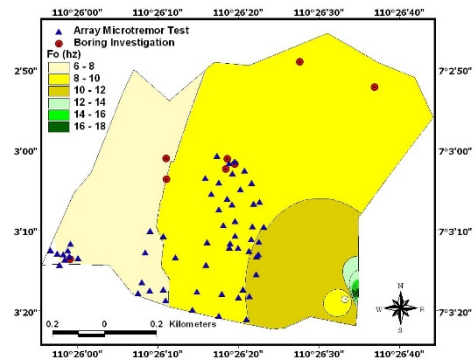 110°26'00" 110°26'10" 110°26'20" 110°26'30" 110°26'40"
Array Microtremor Test
Boring Investigation
Fo (hz)
6 - 8
8 - 10
10 - 12
12 - 14
14 - 16
16 - 18
2'50"
3'00"
3'10"
3'20"
7°2'50"
7°3'00"
7°3'10"
7°3'20"
N
W E
S
0.2 0 0.2 Kilometers
110°26'00" 110°26'10" 110°26'20" 110°26'30" 110°26'40"